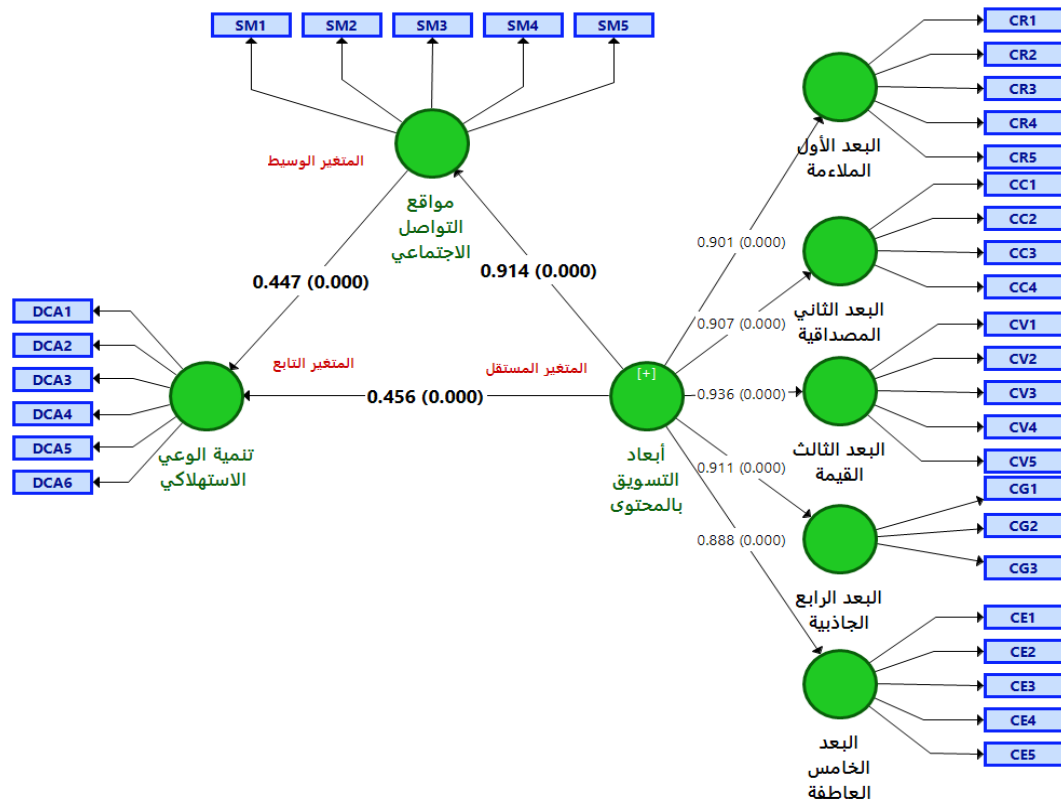 SM1
SM2
SM3
SM4
SM5
CR1
CR2
CR3
CR4
CR5
البعد الأول
الملاءمة
المتغير الوسيط
مواقع
التواصل
الاجتماعي
CC1
CC2
CC3
CC4
0.901 (0.000)
0.447 (0.000)
0.914 (0.000)
البعد الثاني
المصداقية
0.907 (0.000)
DCA1
DCA2
DCA3
DCA4
DCA5
DCA6
المتغير التابع
المتغير المستقل
[+]
0.456 (0.000)
0.936 (0.000)
CV1
CV2
CV3
CV4
CV5
تنمية الوعي
الاستهلاكي
أبعاد
التسويق
بالمحتوى
البعد الثالث
القيمة
0.911 (0.000)
CG1
CG2
CG3
0.888 (0.000)
البعد الرابع
الجاذبية
CE1
CE2
CE3
CE4
CE5
البعد
الخامس
العاطفة